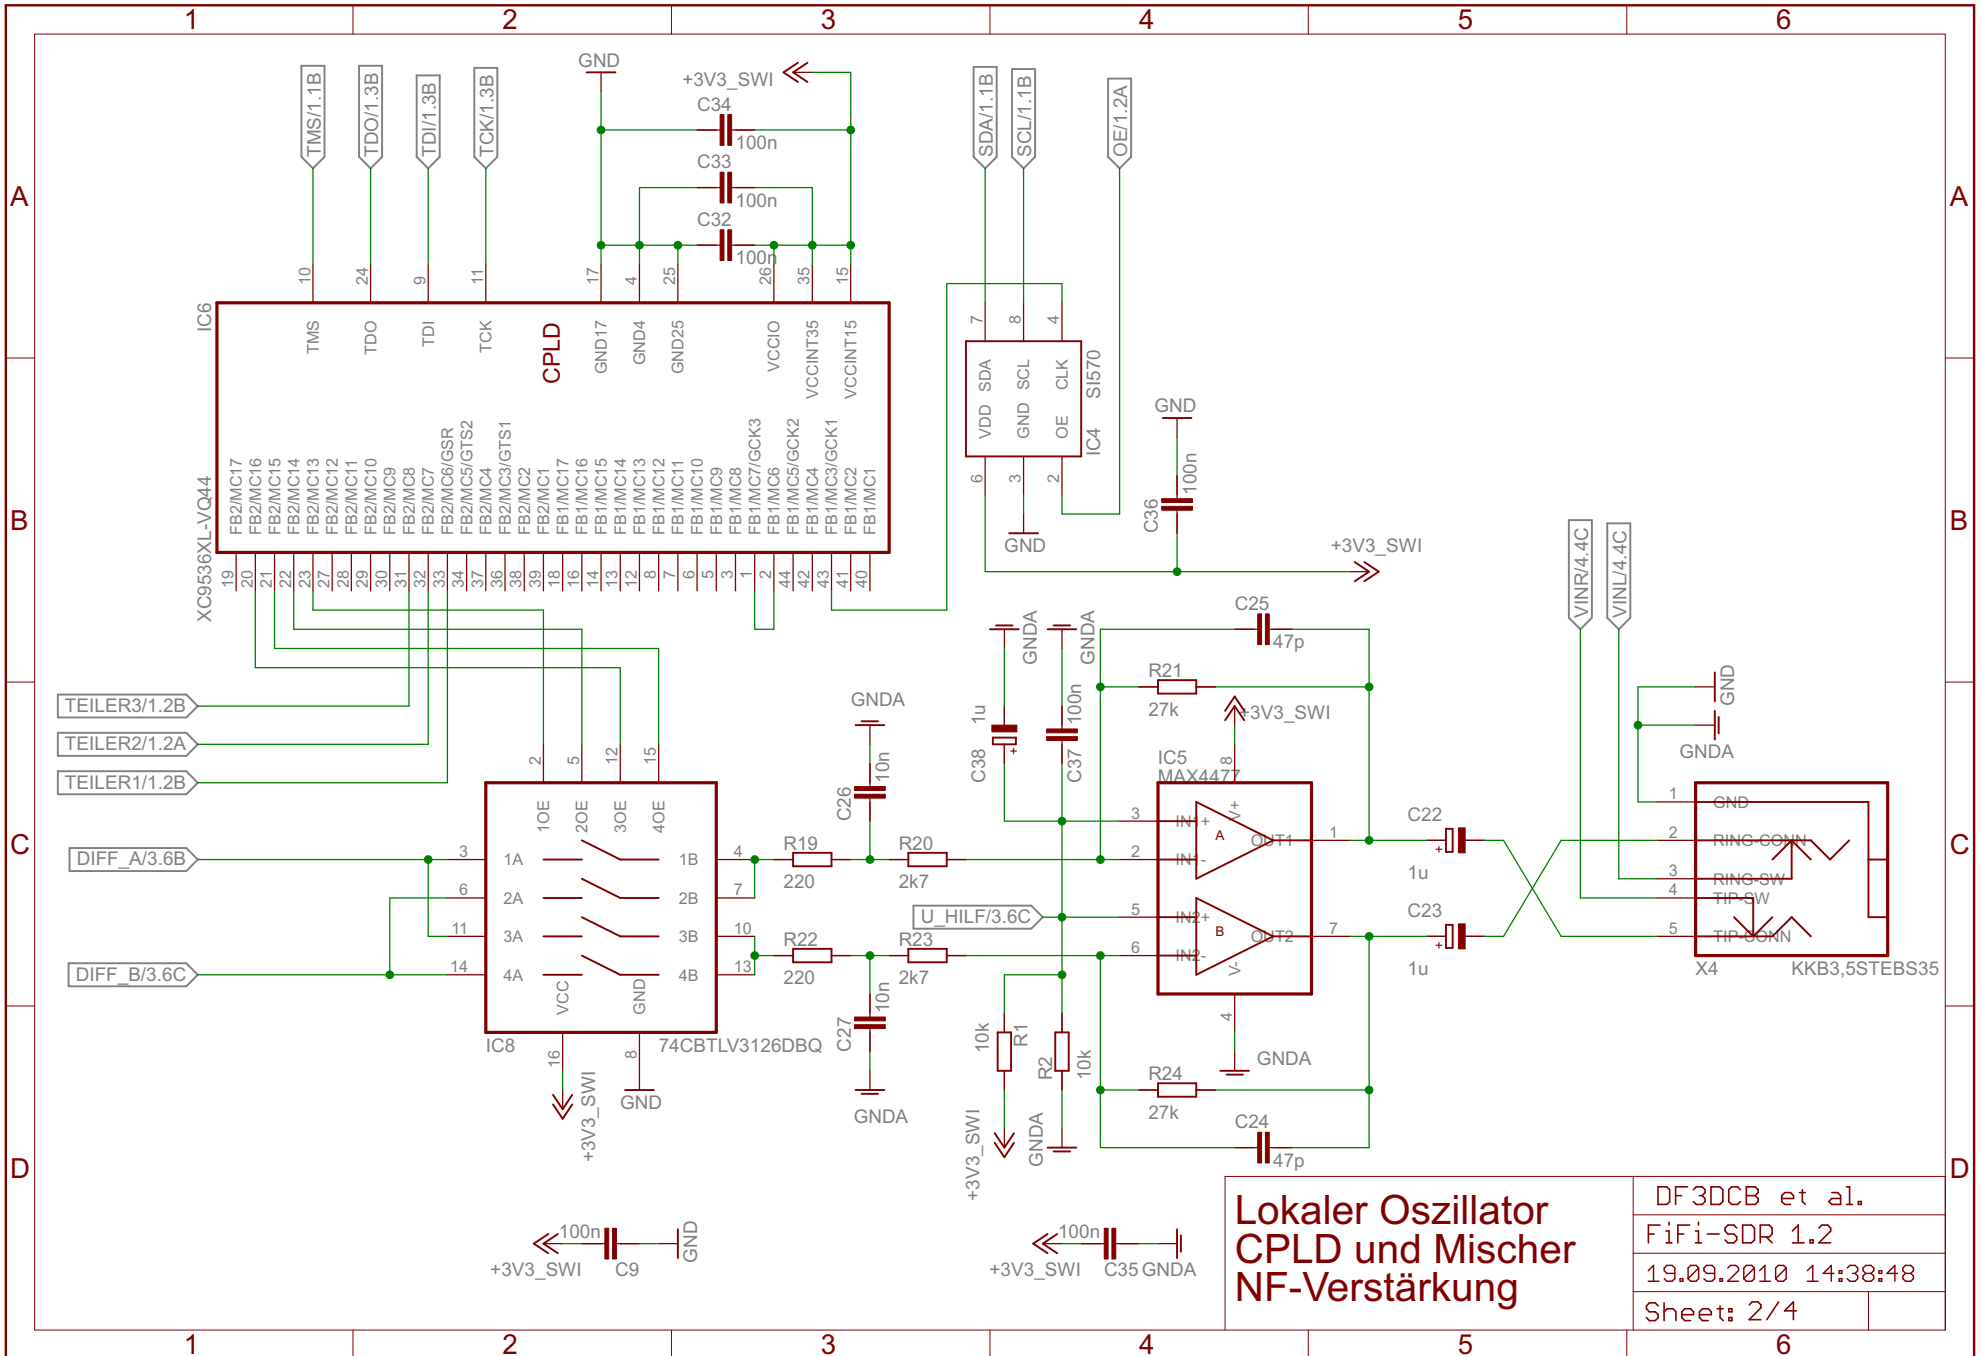 1 2 3 4 5 6
A
B
C
D
A
B
C
D
1 2 3 4 5 6
TMS/1.1B
TDO/1.3B
TDI/1.3B
TCK/1.3B
GND
+3V3_SWI
C34
100n
C33
100n
C32
100n
SDA/1.1B
SCL/1.1B
OE/1.2A
10
24
9
11
17
4
25
26
35
15
IC6
TMS
TDO
TDI
TCK
CPLD
GND17
GND4
GND25
VCCIO
VCCINT35
VCCINT15
XC9536XL-VQ44
FB2/MC17
FB2/MC16
FB2/MC15
FB2/MC14
FB2/MC13
FB2/MC12
FB2/MC11
FB2/MC10
FB2/MC9
FB2/MC8
FB2/MC7
FB2/MC6/GSR
FB2/MC5/GTS2
FB2/MC4
FB2/MC3/GTS1
FB2/MC2
FB2/MC1
FB1/MC17
FB1/MC16
FB1/MC15
FB1/MC14
FB1/MC13
FB1/MC12
FB1/MC11
FB1/MC10
FB1/MC9
FB1/MC8
FB1/MC7/GCK3
FB1/MC6
FB1/MC5/GCK2
FB1/MC4
FB1/MC3/GCK1
FB1/MC2
FB1/MC1
19 20 21 22 23 27 28 29 30 31 32 33 34 37 36 38 39 18 16 14 13 12 8 7 6 5 3 1 2 44 42 43 41 40
7
8
4
SDA
SCL
CLK
VDD
GND
OE
SI570
IC4
6
3
2
GND
GND
C36
100n
+3V3_SWI
VINR/4.4C
VINL/4.4C
TEILER3/1.2B
TEILER2/1.2A
TEILER1/1.2B
DIFF_A/3.6B
DIFF_B/3.6C
2
5
12
15
1OE
2OE
3OE
4OE
3 1A 1B 4
6 2A 2B 7
11 3A 3B 10
14 4A 4B 13
VCC
GND
IC8
74CBTLV3126DBQ
16
8
+3V3_SWI
GND
GNDA
C26
10n
R19
220
R20
2k7
R22
220
R23
2k7
C27
10n
GNDA
U_HILF/3.6C
GNDA
GNDA
1u
C38
+
100n
C37
C25
47p
R21
27k
+3V3_SWI
IC5
MAX4477
8
V+
3 IN1+
A
OUT1 1
2 IN1-
5 IN2+
B
OUT2 7
6 IN2-
V-
4
GNDA
10k
R1
R2
10k
+3V3_SWI
GNDA
R24
27k
C24
47p
C22
+
1u
C23
+
1u
GND
GNDA
1 GND
2 RING-CONN
3 RING-SW
4 TIP-SW
5 TIP-CONN
X4
KKB3,5STEBS35
100n
+3V3_SWI
C9
GND
100n
+3V3_SWI
C35
GNDA
Lokaler Oszillator
CPLD und Mischer
NF-Verstärkung
DF3DCB et al.
FiFi-SDR 1.2
19.09.2010 14:38:48
Sheet: 2/4